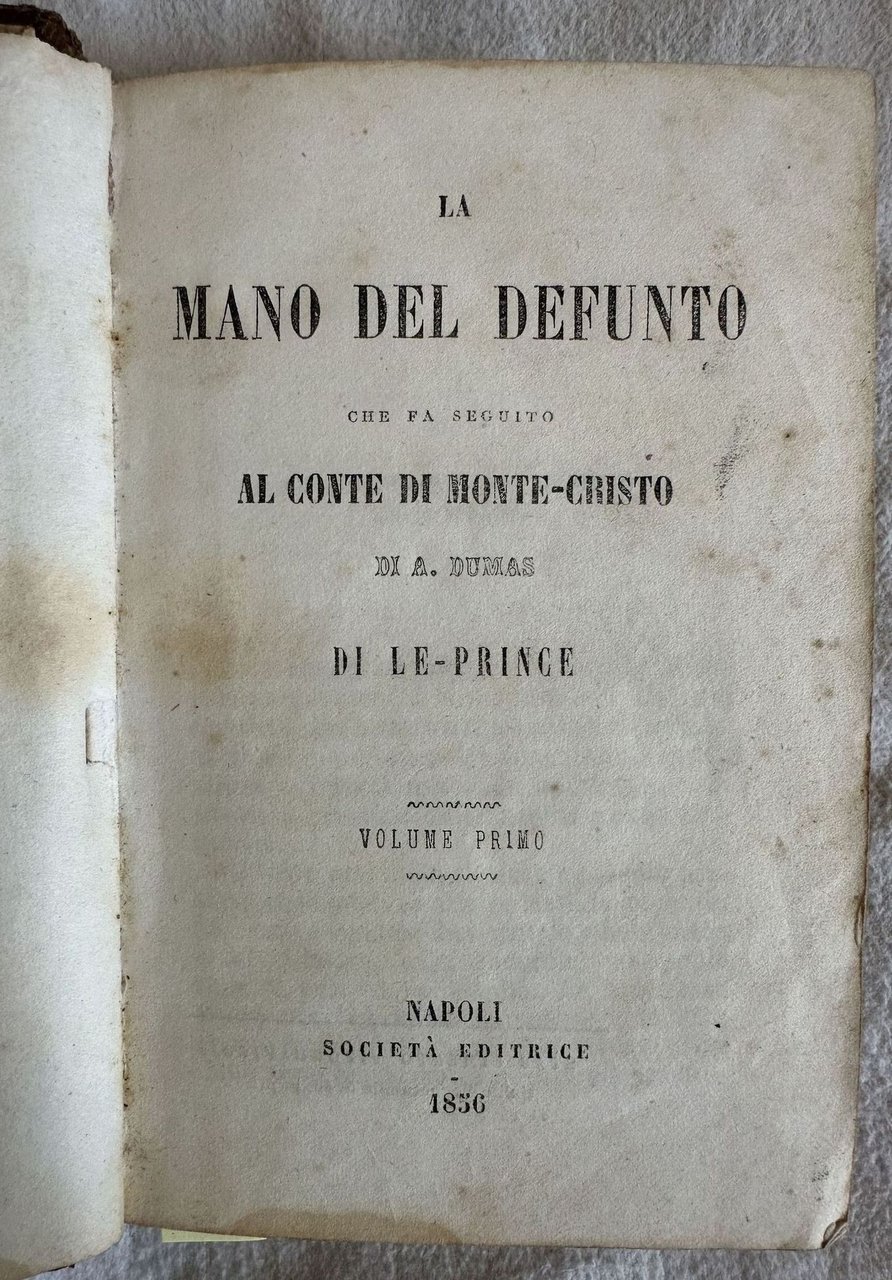 LA
MANO DEL DEFUNTO
CHE FA SEGUITO
AL CONTE DI MONTE-CRISTO
DI A. DUMAS
DI LE-PRINCE
VOLUME PRIMO
NAPOLI
SOCIETÀ EDITRICE
-
1856